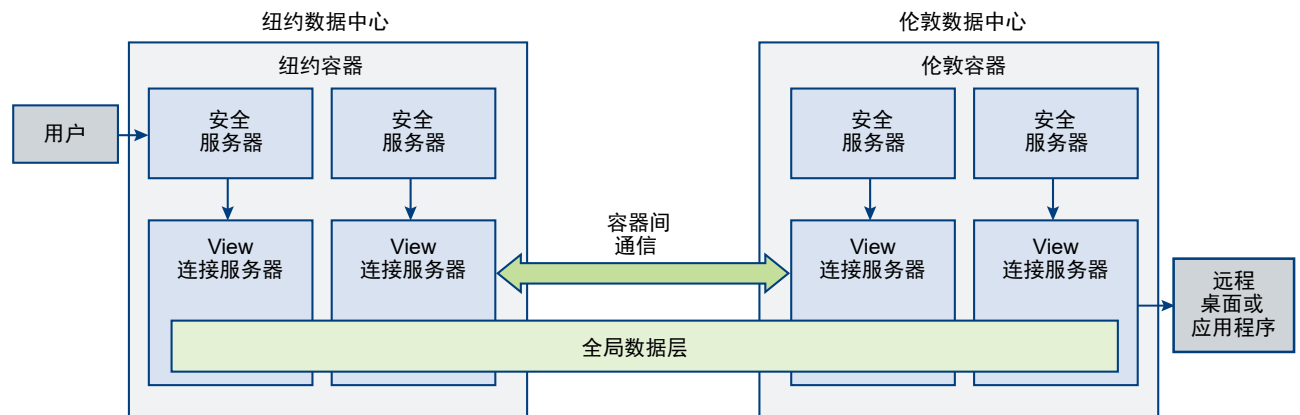 纽约数据中心
伦敦数据中心
纽约容器
伦敦容器
用户
安全
服务器
安全
服务器
安全
服务器
安全
服务器
View
连接服务器
View
连接服务器
容器间
通信
View
连接服务器
View
连接服务器
远程
桌面或
应用程序
全局数据层